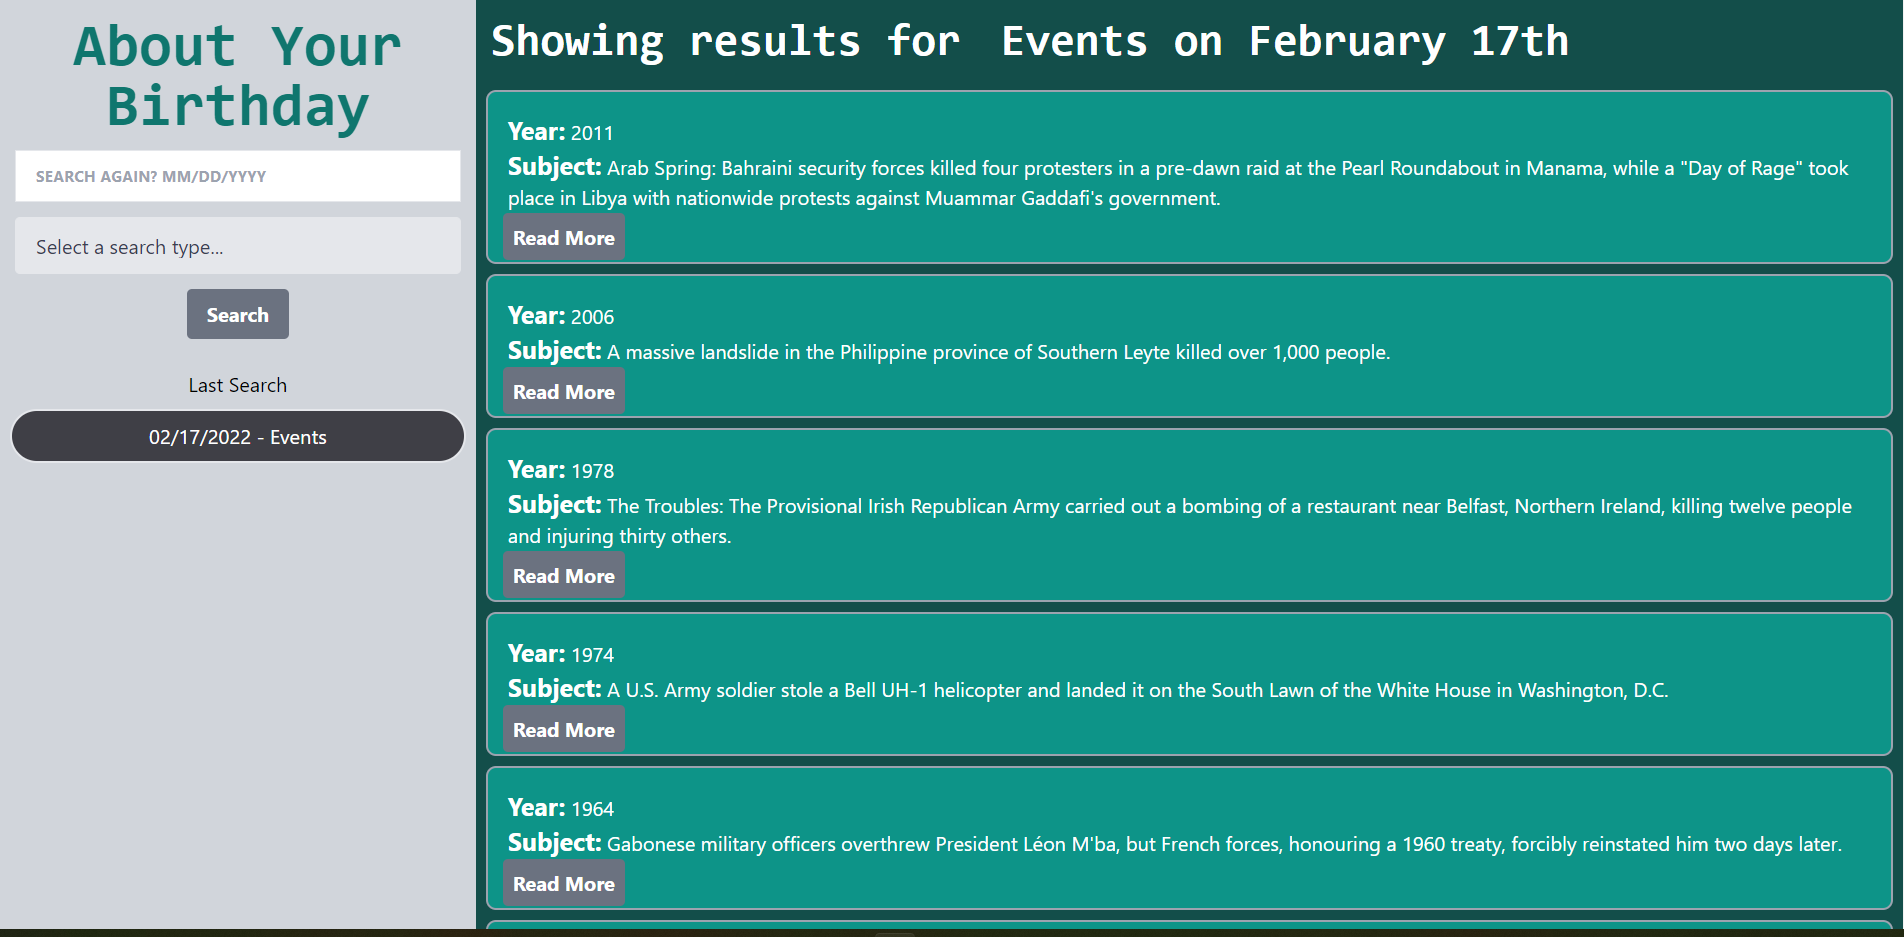 About Your
Birthday
SEARCH AGAIN? MM/DD/YYYY
Select a search type...
Search
Last Search
02/17/2022 - Events
Showing results for Events on February 17th
Year: 2011
Subject: Arab Spring: Bahraini security forces killed four protesters in a pre-dawn raid at the Pearl Roundabout in Manama, while a "Day of Rage" took
place in Libya with nationwide protests against Muammar Gaddafi's government.
Read More
Year: 2006
Subject: A massive landslide in the Philippine province of Southern Leyte killed over 1,000 people.
Read More
Year: 1978
Subject: The Troubles: The Provisional Irish Republican Army carried out a bombing of a restaurant near Belfast, Northern Ireland, killing twelve people
and injuring thirty others.
Read More
Year: 1974
Subject: A U.S. Army soldier stole a Bell UH-1 helicopter and landed it on the South Lawn of the White House in Washington, D.C.
Read More
Year: 1964
Subject: Gabonese military officers overthrew President Léon M'ba, but French forces, honouring a 1960 treaty, forcibly reinstated him two days later.
Read More